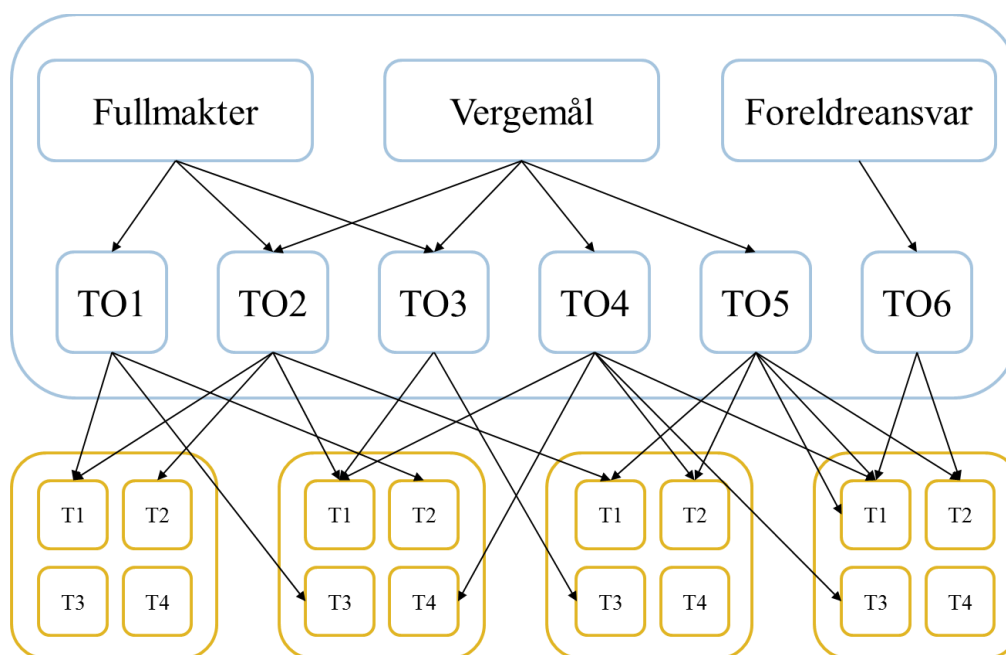 Fullmakter
Vergemål
Foreldreansvar
TO1
TO2
TO3
TO4
TO5
TO6
T1
T2
T1
T2
T1
T2
T1
T2
T3
T4
T3
T4
T3
T4
T3
T4